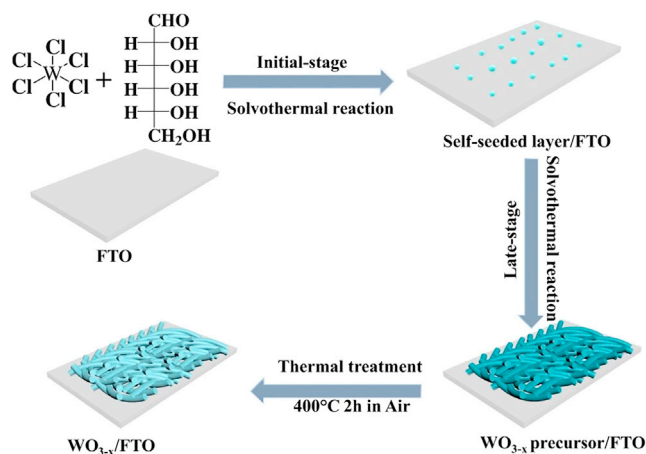 Cl Cl
Cl W Cl
Cl Cl
+
CHO
H OH
H OH
H OH
H OH
CH₂OH
FTO
Initial-stage
Solvothermal reaction
Self-seeded layer/FTO
Late-stage
Solvothermal reaction
WO₃₋ₓ precursor/FTO
Thermal treatment
400°C 2h in Air
WO₃₋ₓ/FTO